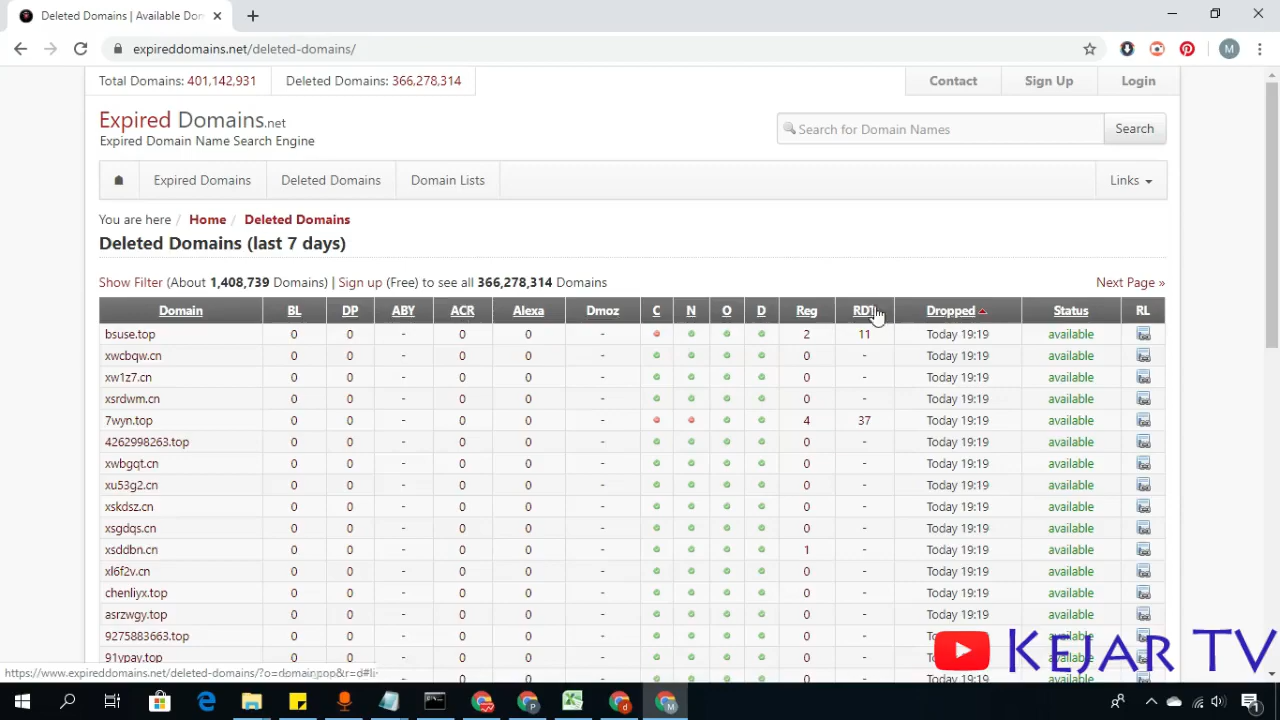 Deleted Domains | Available Don
expireddomains.net/deleted-domains/
M
Total Domains: 401,142,931 Deleted Domains: 366,278,314 Contact Sign Up Login
Expired Domains.net
Expired Domain Name Search Engine
Search for Domain Names Search
Expired Domains Deleted Domains Domain Lists Links
You are here / Home / Deleted Domains
Deleted Domains (last 7 days)
Show Filter (About 1,408,739 Domains) | Sign up (Free) to see all 366,278,314 Domains Next Page »
Domain BL DP ABY ACR Alexa Dmoz C N O D Reg RDT Dropped Status RL
bsuse.top 0 0 - 0 0 - 2 11 Today 19:19 available
xwcbqw.cn 0 0 - 0 0 - 0 - Today 19:19 available
xw1z7.cn 0 0 - 0 0 - 0 - Today 19:19 available
xsrdwm.cn 0 0 - 0 0 - 0 - Today 19:19 available
7wyn.top 0 0 - 0 0 - 4 37 Today 19:19 available
4262998263.top 0 0 - 0 0 - 0 - Today 19:19 available
xwbgqt.cn 0 0 - 0 0 - 0 - Today 19:19 available
xu53g2.cn 0 0 - 0 0 - 0 - Today 19:19 available
xskdsz.cn 0 0 - 0 0 - 0 - Today 19:19 available
xsgdqs.cn 0 0 - 0 0 - 0 - Today 19:19 available
xsddbn.cn 0 0 - 0 0 - 1 - Today 19:19 available
xl6f2v.cn 0 0 - 0 0 - 0 - Today 19:19 available
chenliyx.top 0 0 - 0 0 - 0 - Today 19:19 available
asrzwgy.top 0 0 - 0 0 - 0 - Today 19:19 available
9275883663.top 0 0 - 0 0 - 0 - Today 19:19 available
91ypay.top 0 0 - 0 0 - 0 -
KEJAR TV
https://www.expireddomains.net/deleted-domains/?o=domainpop&r=d#li